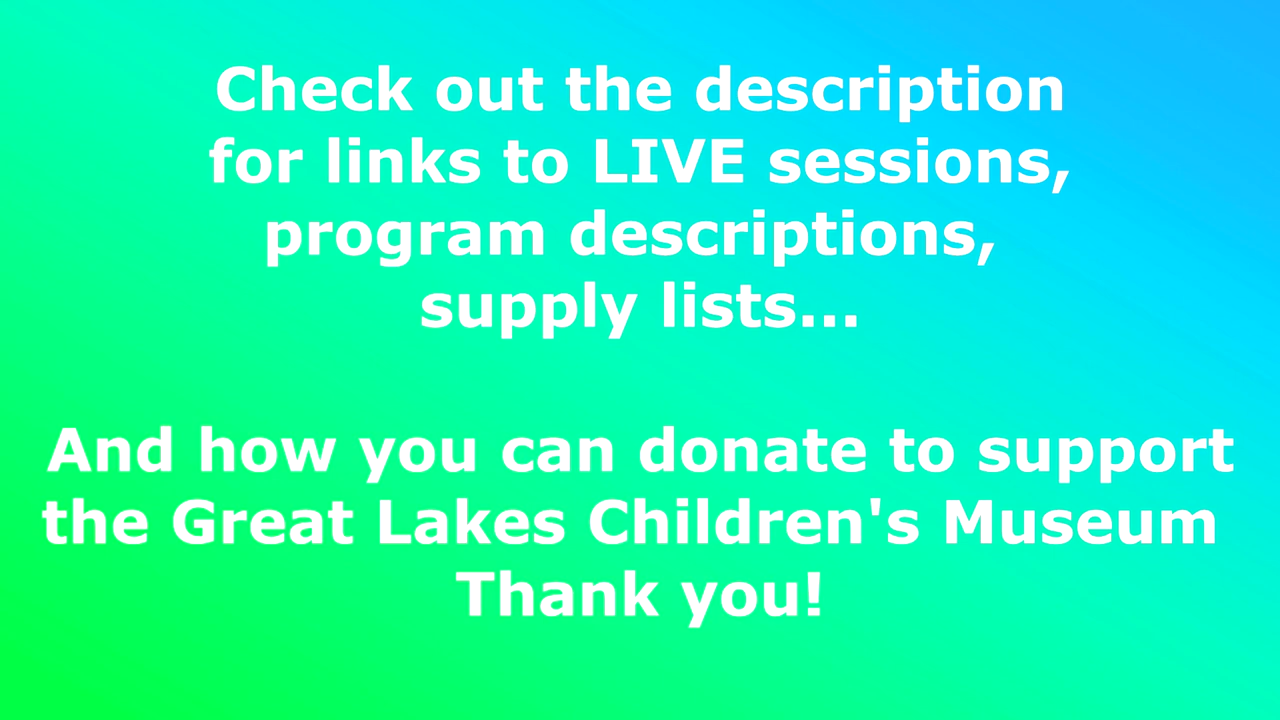 Check out the description
for links to LIVE sessions,
program descriptions,
supply lists...
And how you can donate to support
the Great Lakes Children's Museum
Thank you!